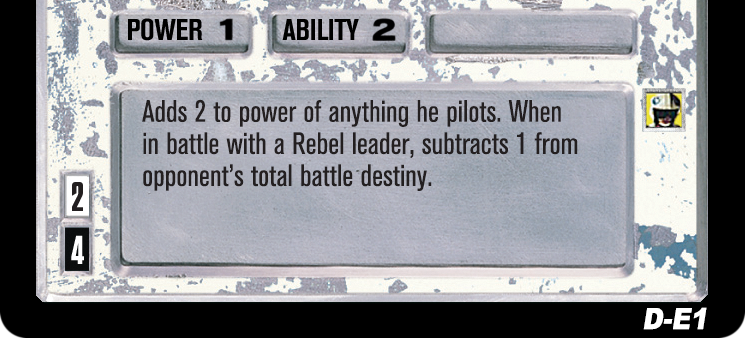 POWER 1 ABILITY 2
Adds 2 to power of anything he pilots. When
in battle with a Rebel leader, subtracts 1 from
opponent's total battle destiny.
2
4
D-E1